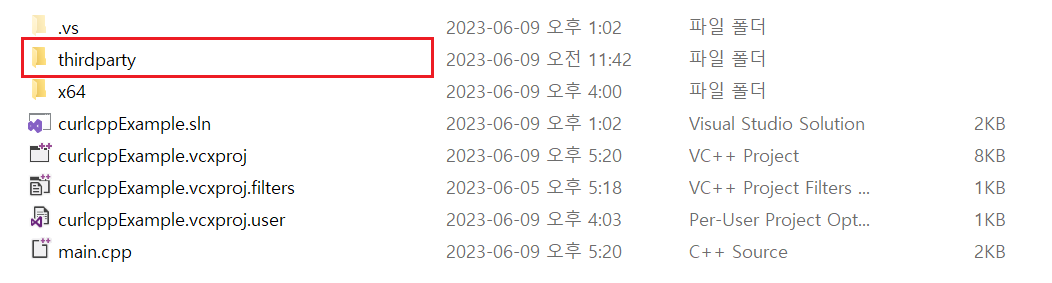 .vs 2023-06-09 오후 1:02 파일 폴더
thirdparty 2023-06-09 오전 11:42 파일 폴더
x64 2023-06-09 오후 4:00 파일 폴더
curlcppExample.sln 2023-06-09 오후 1:02 Visual Studio Solution 2KB
curlcppExample.vcxproj 2023-06-09 오후 5:20 VC++ Project 8KB
curlcppExample.vcxproj.filters 2023-06-05 오후 5:18 VC++ Project Filters ... 1KB
curlcppExample.vcxproj.user 2023-06-09 오후 4:03 Per-User Project Opt... 1KB
main.cpp 2023-06-09 오후 5:20 C++ Source 2KB